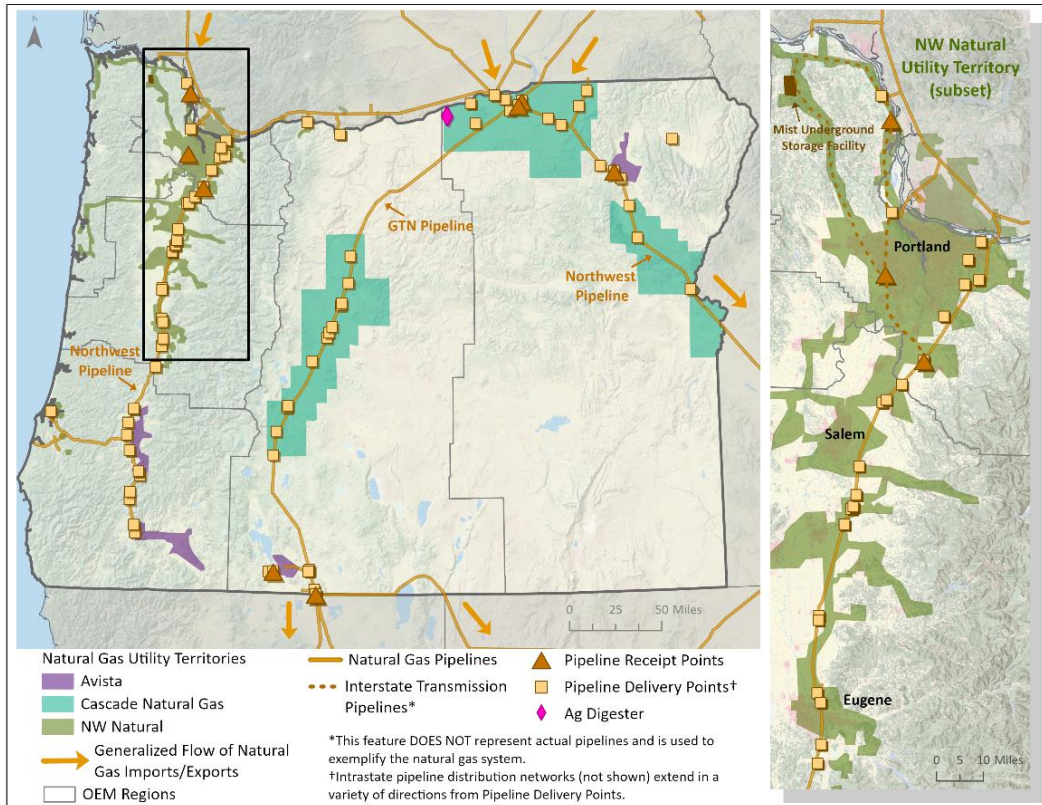 GTN Pipeline
Northwest
Pipeline
Northwest
Pipeline
0 25 50 Miles
NW Natural
Utility Territory
(subset)
Mist Underground
Storage Facility
Portland
Salem
Eugene
0 5 10 Miles
Natural Gas Utility Territories
Avista
Cascade Natural Gas
NW Natural
Generalized Flow of Natural
Gas Imports/Exports
OEM Regions
Natural Gas Pipelines
Interstate Transmission
Pipelines*
Pipeline Receipt Points
Pipeline Delivery Points†
Ag Digester
*This feature DOES NOT represent actual pipelines and is used to
exemplify the natural gas system.
†Intrastate pipeline distribution networks (not shown) extend in a
variety of directions from Pipeline Delivery Points.